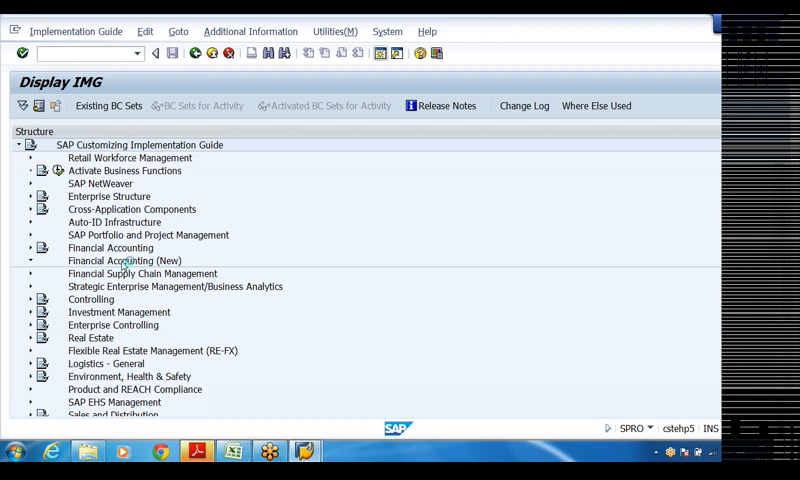 Implementation Guide Edit Goto Additional Information Utilities(M) System Help
Display IMG
Existing BC Sets BC Sets for Activity Activated BC Sets for Activity Release Notes Change Log Where Else Used
Structure
SAP Customizing Implementation Guide
Retail Workforce Management
Activate Business Functions
SAP NetWeaver
Enterprise Structure
Cross-Application Components
Auto-ID Infrastructure
SAP Portfolio and Project Management
Financial Accounting
Financial Accounting (New)
Financial Supply Chain Management
Strategic Enterprise Management/Business Analytics
Controlling
Investment Management
Enterprise Controlling
Real Estate
Flexible Real Estate Management (RE-FX)
Logistics - General
Environment, Health & Safety
Product and REACH Compliance
SAP EHS Management
Sales and Distribution
SAP SPRO cstehp5 INS